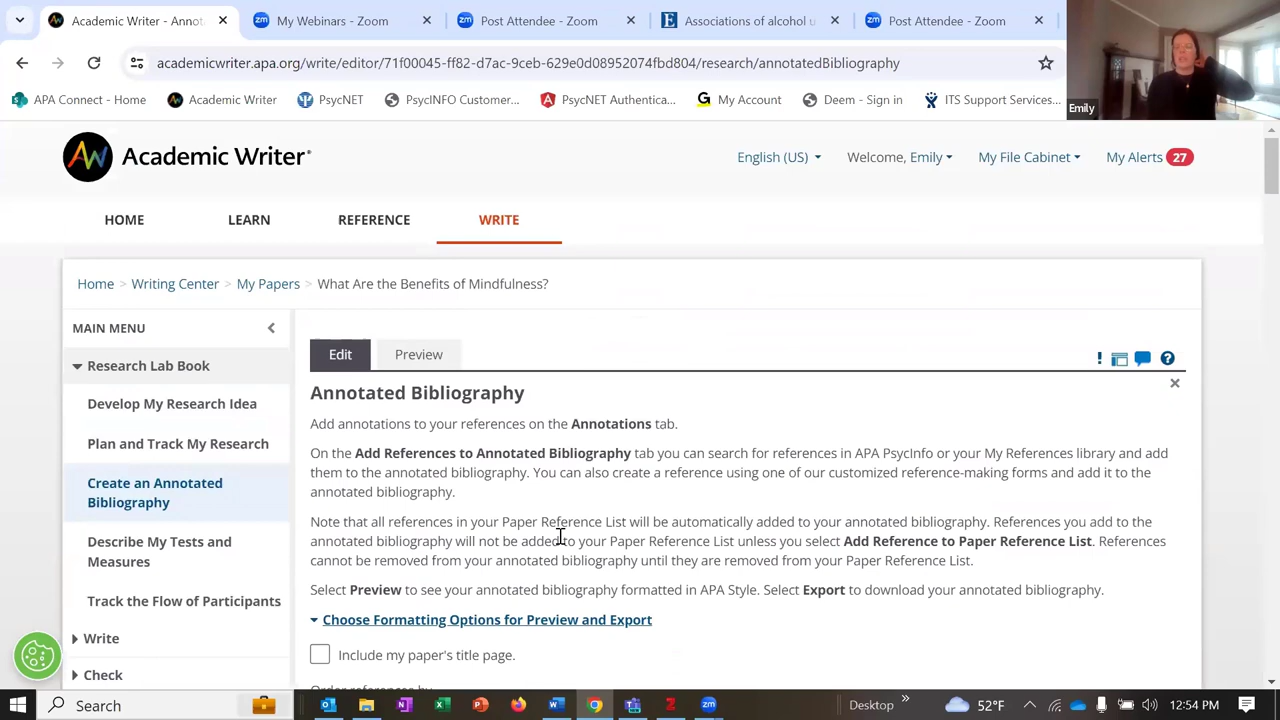 Academic Writer - Annot
My Webinars - Zoom
Post Attendee - Zoom
Associations of alcohol u
Post Attendee - Zoom
academicwriter.apa.org/write/editor/71f00045-ff82-d7ac-9ceb-629e0d08952074fbd804/research/annotatedBibliography
APA Connect - Home
Academic Writer
PsycNET
PsycINFO Customer...
PsycNET Authentica...
My Account
Deem - Sign in
ITS Support Services...
Emily
AW Academic Writer
English (US)
Welcome, Emily
My File Cabinet
My Alerts 27
HOME
LEARN
REFERENCE
WRITE
Home > Writing Center > My Papers > What Are the Benefits of Mindfulness?
MAIN MENU
Research Lab Book
Develop My Research Idea
Plan and Track My Research
Create an Annotated
Bibliography
Describe My Tests and
Measures
Track the Flow of Participants
Write
Check
Edit
Preview
Annotated Bibliography
Add annotations to your references on the Annotations tab.
On the Add References to Annotated Bibliography tab you can search for references in APA PsycInfo or your My References library and add
them to the annotated bibliography. You can also create a reference using one of our customized reference-making forms and add it to the
annotated bibliography.
Note that all references in your Paper Reference List will be automatically added to your annotated bibliography. References you add to the
annotated bibliography will not be added to your Paper Reference List unless you select Add Reference to Paper Reference List. References
cannot be removed from your annotated bibliography until they are removed from your Paper Reference List.
Select Preview to see your annotated bibliography formatted in APA Style. Select Export to download your annotated bibliography.
Choose Formatting Options for Preview and Export
Include my paper's title page.
Order references by
Search
Desktop
52°F
12:54 PM